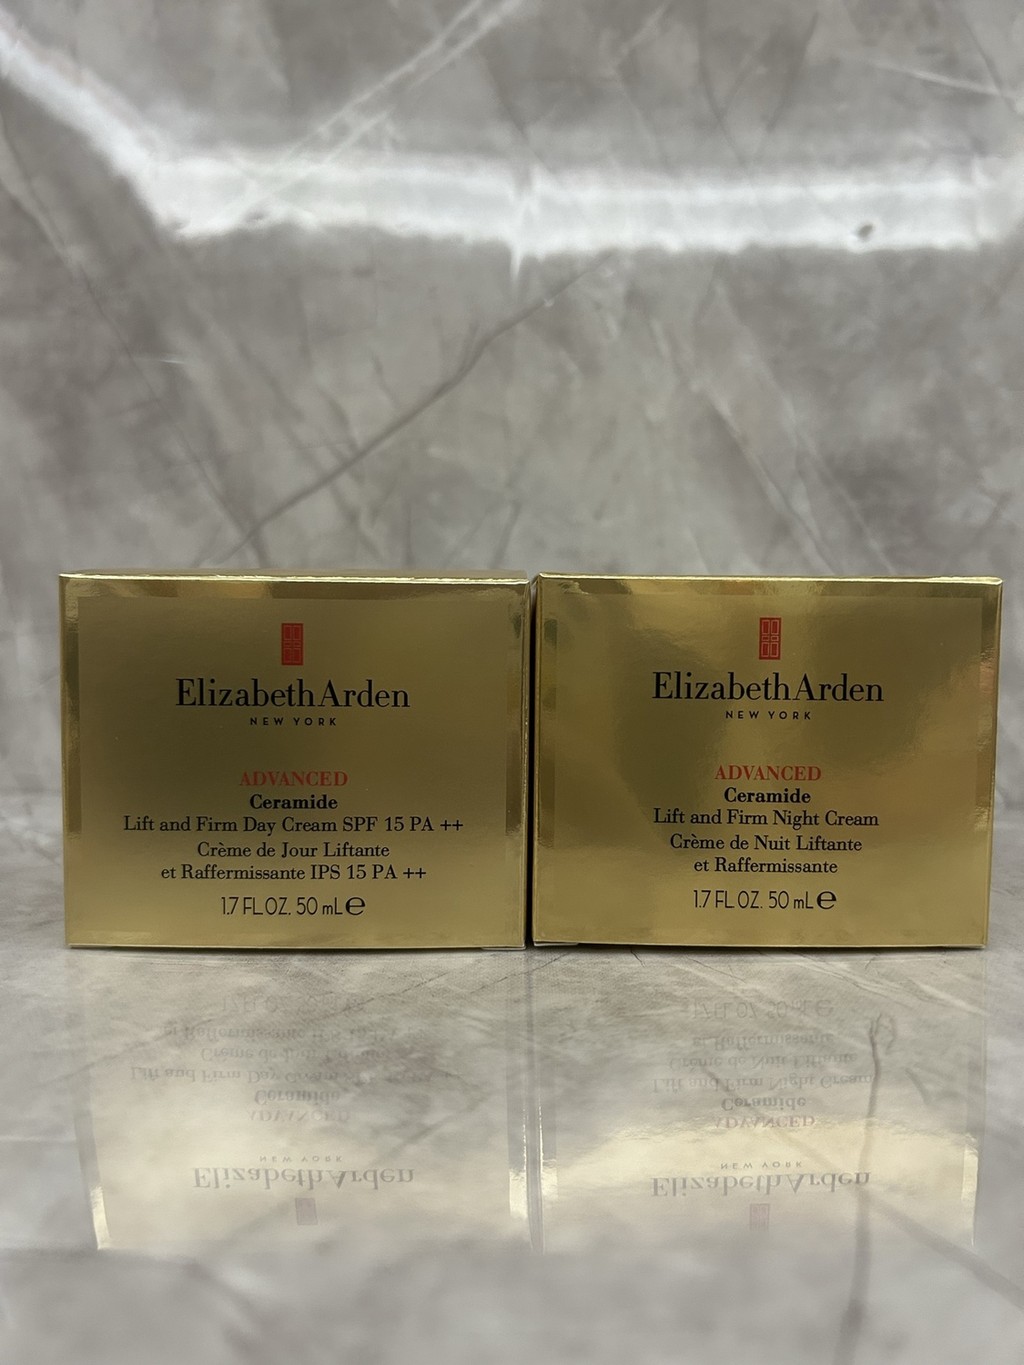 ElizabethArden
NEW YORK
ADVANCED
Ceramide
Lift and Firm Day Cream SPF 15 PA ++
Crème de Jour Liftante
et Raffermissante IPS 15 PA ++
1.7 FL.OZ. 50 mL℮
ElizabethArden
NEW YORK
ADVANCED
Ceramide
Lift and Firm Night Cream
Crème de Nuit Liftante
et Raffermissante
1.7 FL.OZ. 50 mL℮